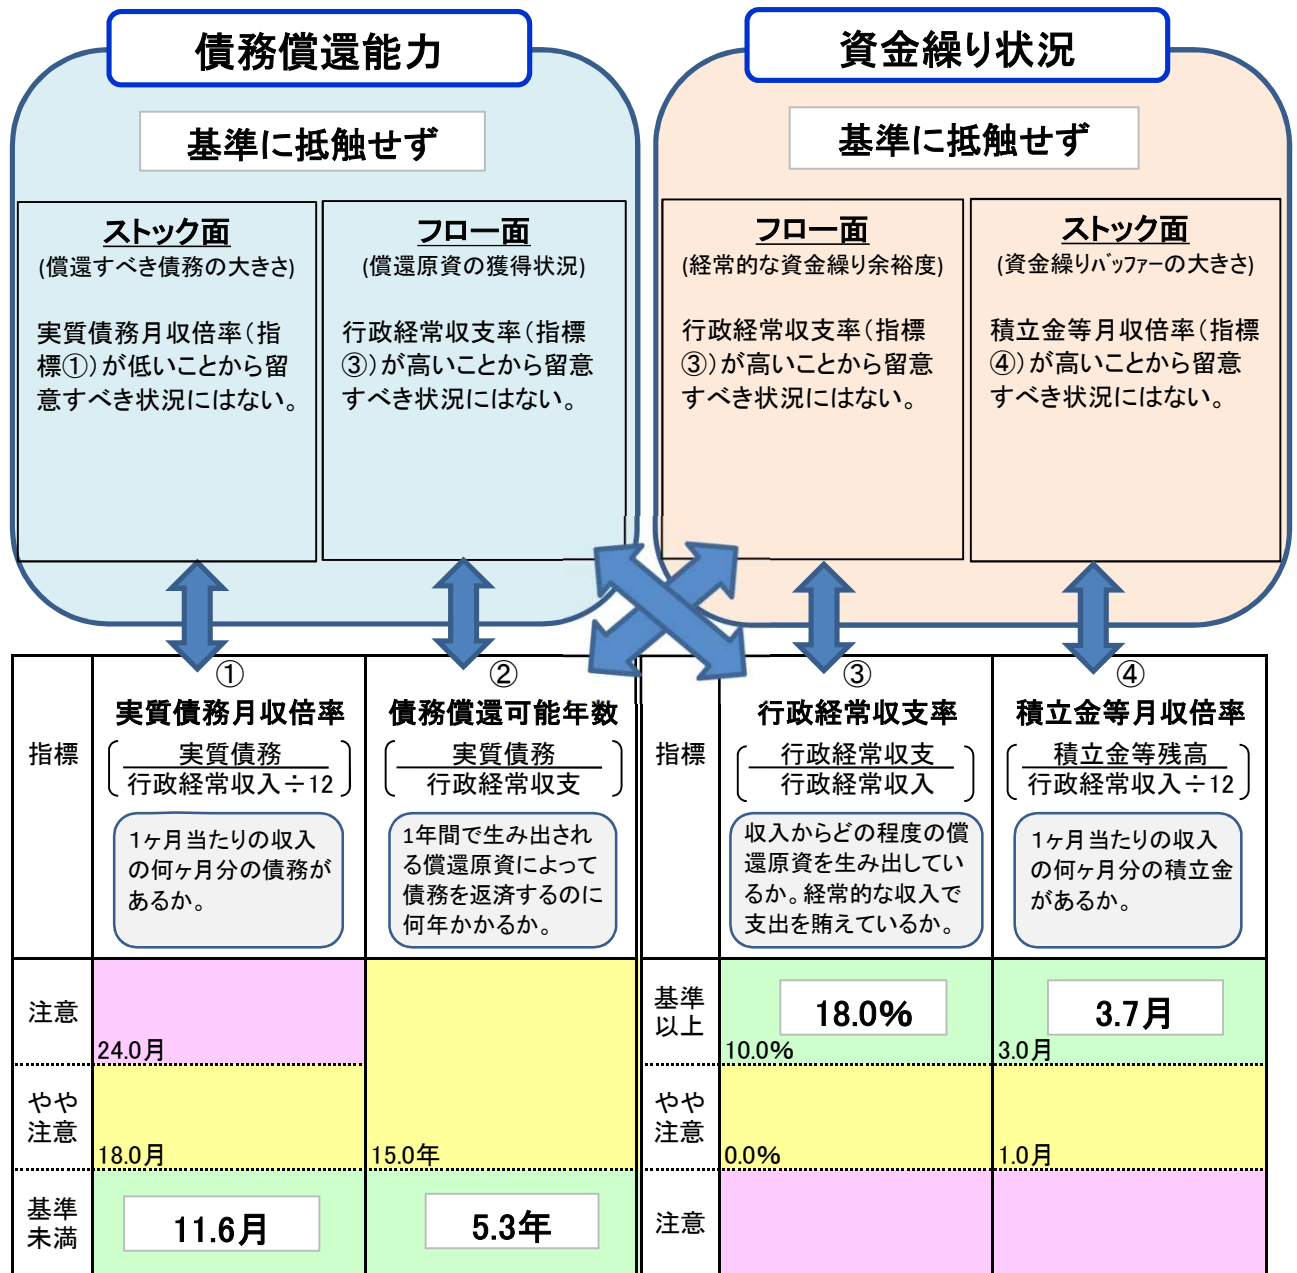 債務償還能力
基準に抵触せず
ストック面
(償還すべき債務の大きさ)
実質債務月収倍率(指
標①)が低いことから留
意すべき状況にはない。
フロー面
(償還原資の獲得状況)
行政経常収支率(指標
③)が高いことから留意
すべき状況にはない。
資金繰り状況
基準に抵触せず
フロー面
(経常的な資金繰り余裕度)
行政経常収支率(指標
③)が高いことから留意
すべき状況にはない。
ストック面
(資金繰りバッファーの大きさ)
積立金等月収倍率(指標
④)が高いことから留意
すべき状況にはない。
指標
①
実質債務月収倍率
実質債務
行政経常収入÷12
1ヶ月当たりの収入
の何ヶ月分の債務が
あるか。
②
債務償還可能年数
実質債務
行政経常収支
1年間で生み出され
る償還原資によって
債務を返済するのに
何年かかるか。
注意
24.0月
やや
注意
18.0月
15.0年
基準
未満
11.6月
5.3年
指標
③
行政経常収支率
行政経常収支
行政経常収入
収入からどの程度の償
還原資を生み出してい
るか。経常的な収入で
支出を賄えているか。
④
積立金等月収倍率
積立金等残高
行政経常収入÷12
1ヶ月当たりの収入
の何ヶ月分の積立金
があるか。
基準
以上
18.0%
10.0%
3.7月
3.0月
やや
注意
0.0%
1.0月
注意